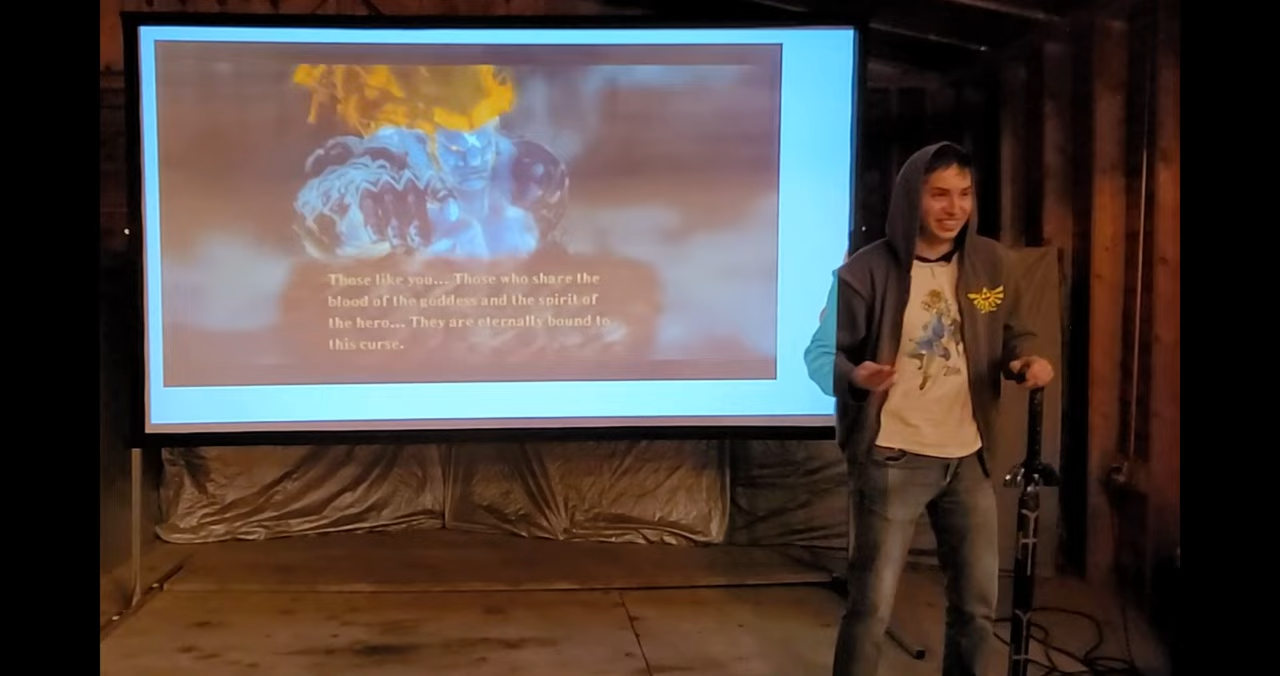 Those like you... Those who share the
blood of the goddess and the spirit of
the hero... They are eternally bound to
this curse.
Zelda